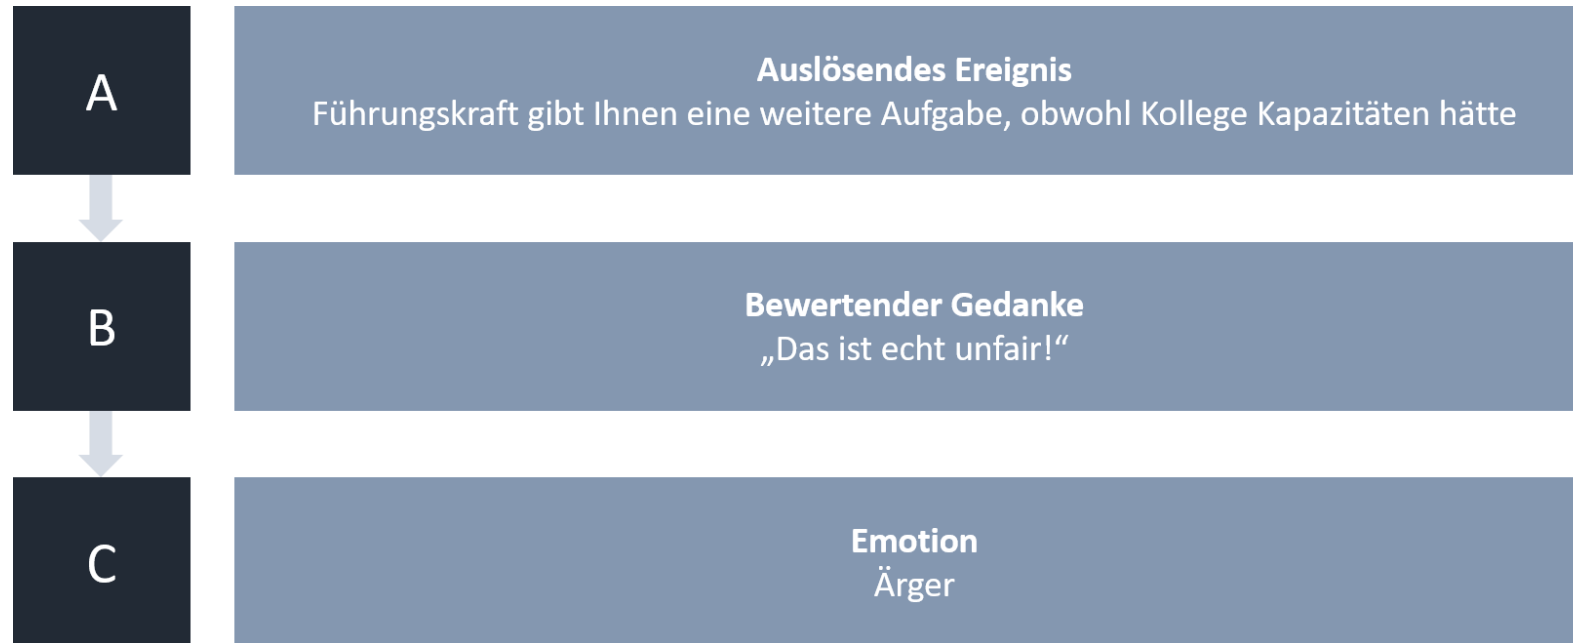 A
Auslösendes Ereignis
Führungskraft gibt Ihnen eine weitere Aufgabe, obwohl Kollege Kapazitäten hätte
B
Bewertender Gedanke
„Das ist echt unfair!“
C
Emotion
Ärger